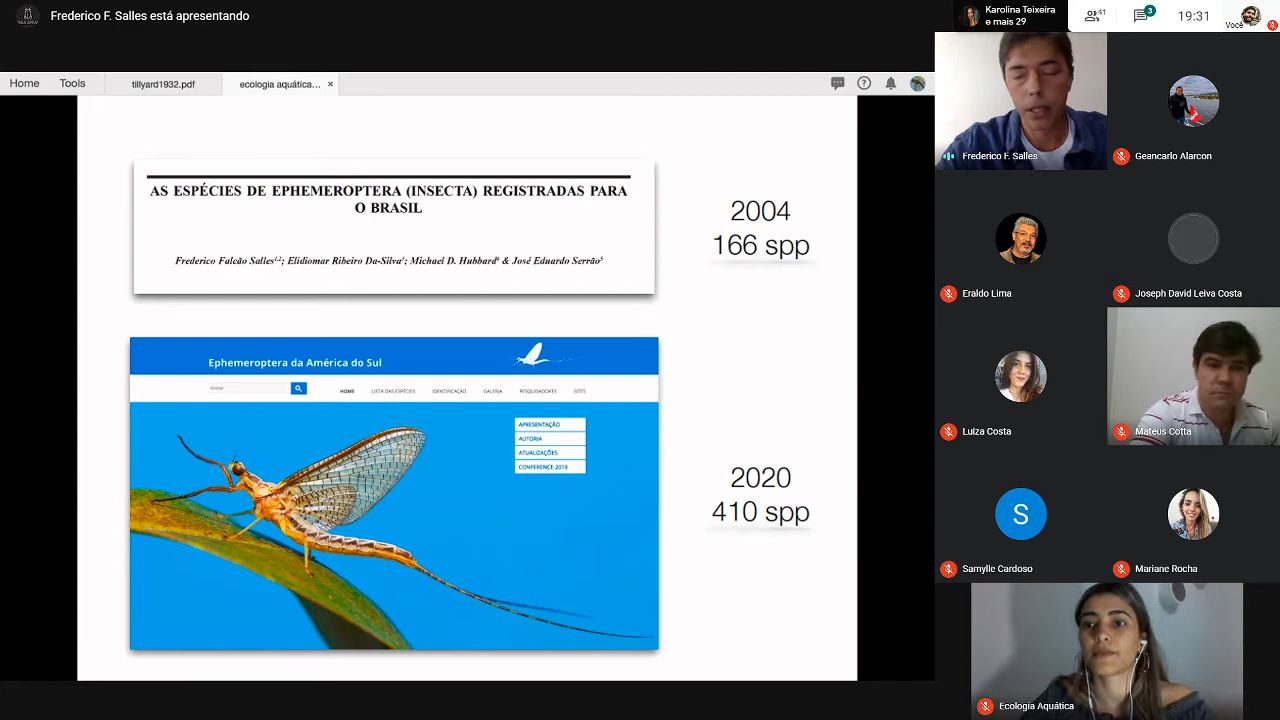 Frederico F. Salles está apresentando
Karolina Teixeira
e mais 29
41
3
19:31
Você
Home
Tools
tillyard1932.pdf
ecologia aquática...
AS ESPÉCIES DE EPHEMEROPTERA (INSECTA) REGISTRADAS PARA
O BRASIL
Frederico Falcão Salles; Elidiomar Ribeiro Da-Silva; Michael D. Hubbard & José Eduardo Serrão
2004
166 spp
Ephemeroptera da América do Sul
Buscar
HOME
LISTA DAS ESPÉCIES
IDENTIFICAÇÃO
GALERIA
PESQUISADORES
SITES
APRESENTAÇÃO
AUTORIA
ATUALIZAÇÕES
CONFERENCE 2018
2020
410 spp
Frederico F. Salles
Geancarlo Alarcon
Eraldo Lima
Joseph David Leiva Costa
Luiza Costa
Mateus Cotta
S
Samylle Cardoso
Mariane Rocha
Ecologia Aquática